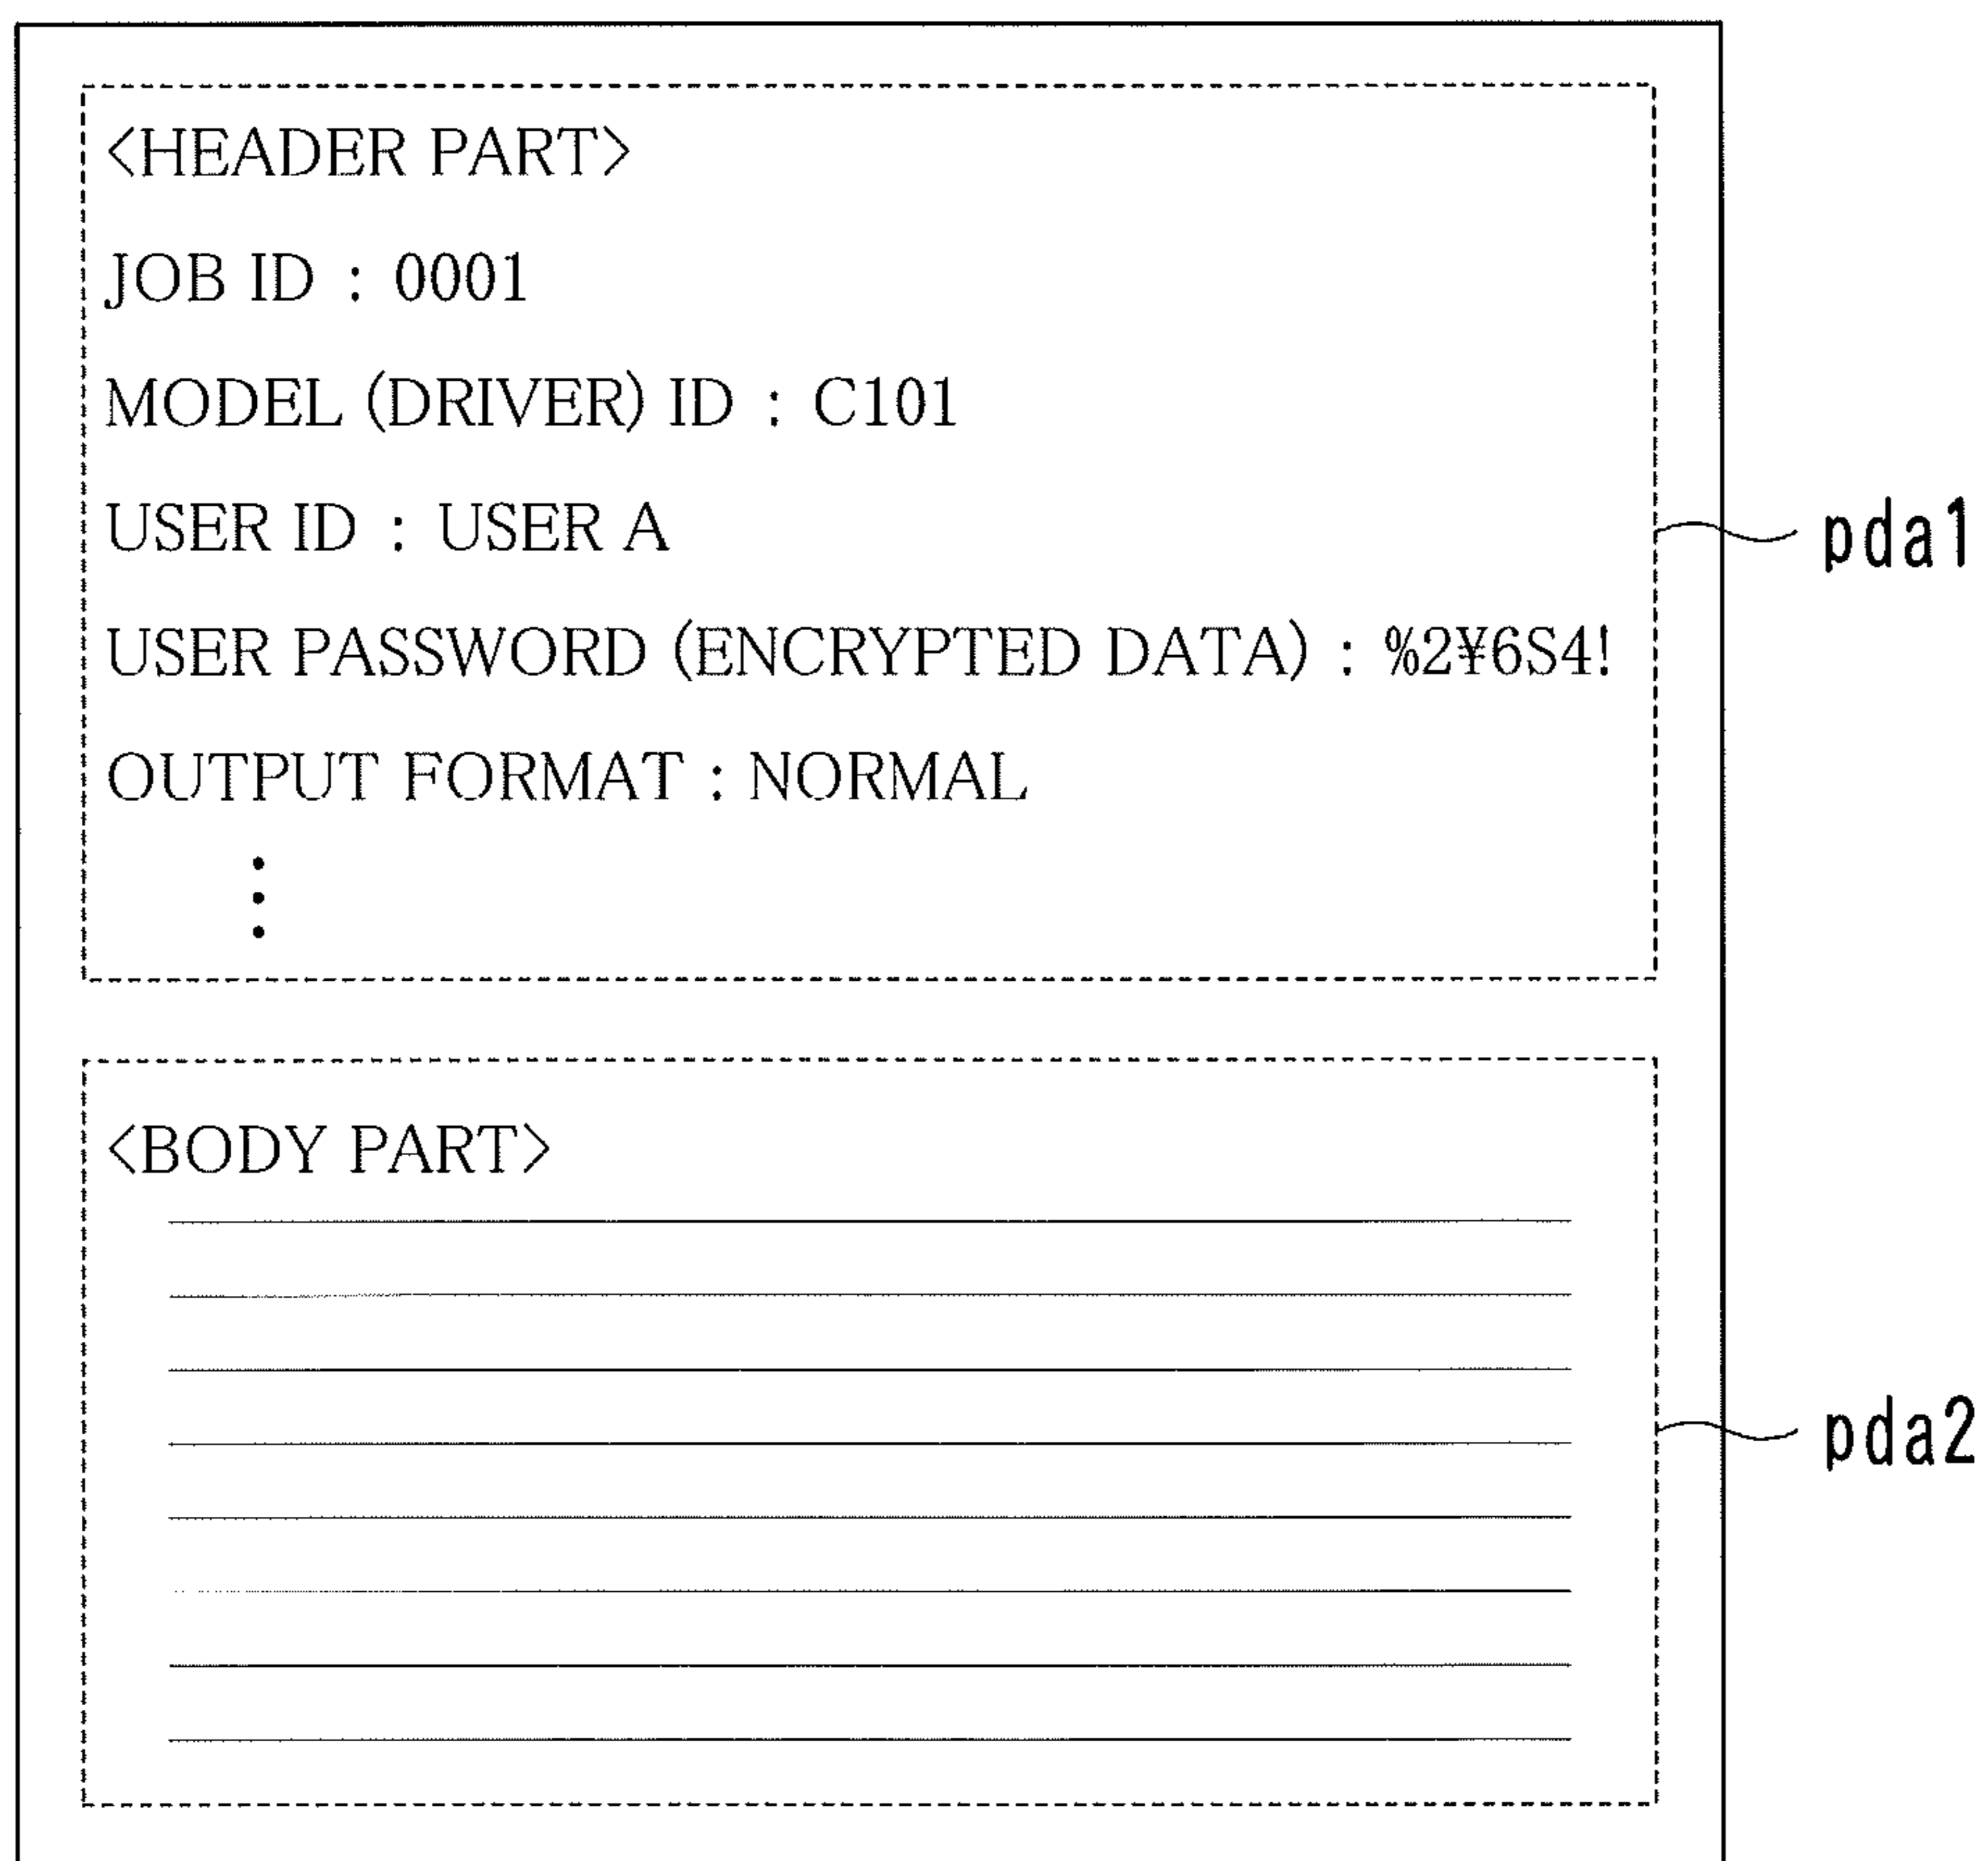 <HEADER PART>
JOB ID : 0001
MODEL (DRIVER) ID : C101
USER ID : USER A
pda1
USER PASSWORD (ENCRYPTED DATA) : %2¥6S4!
OUTPUT FORMAT : NORMAL
<BODY PART>
pda2